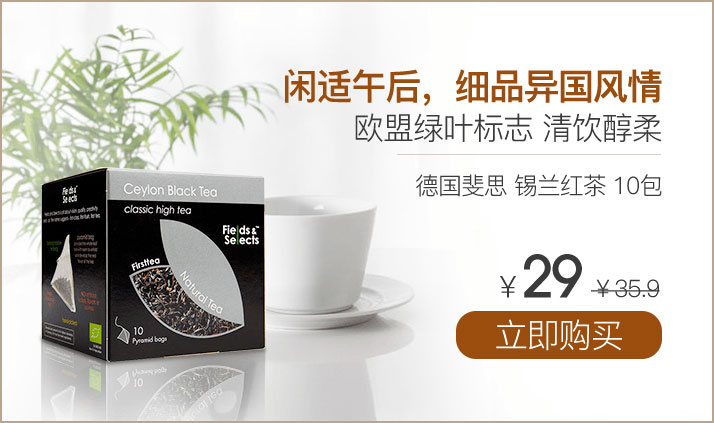 闲适午后，细品异国风情
欧盟绿叶标志 清饮醇柔
德国斐思 锡兰红茶 10包
¥29 ¥35.9
立即购买
Ceylon Black Tea
classic high tea
Fields &
Selects
Firsttea
Natural Tea
10
Pyramid bags
Fields &
Selects